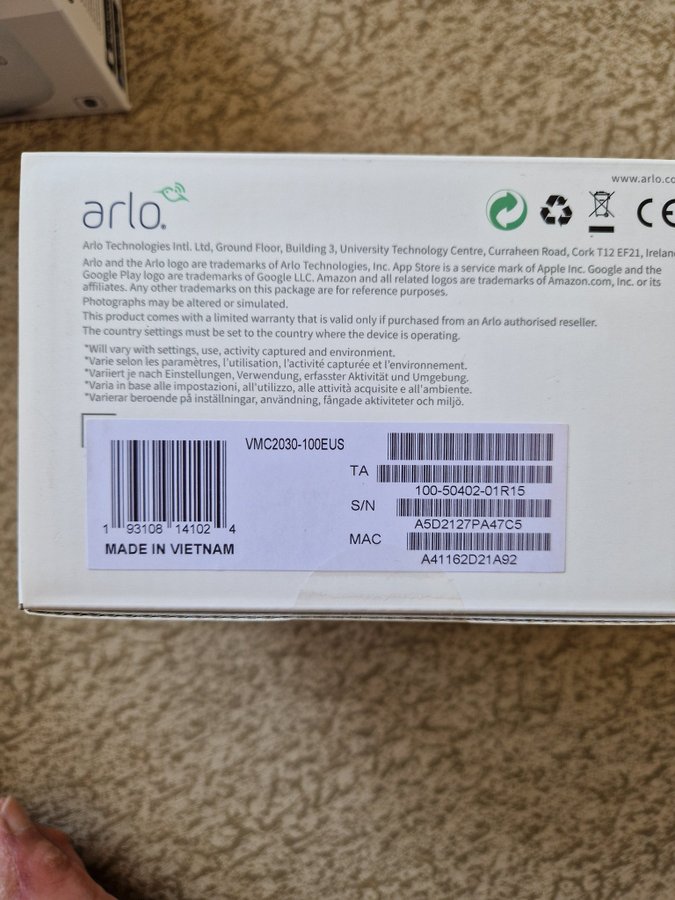 www.arlo.co
arlo.
CE
Arlo Technologies Intl. Ltd, Ground Floor, Building 3, University Technology Centre, Curraheen Road, Cork T12 EF21, Irelan
Arlo and the Arlo logo are trademarks of Arlo Technologies, Inc. App Store is a service mark of Apple Inc. Google and the
Google Play logo are trademarks of Google LLC. Amazon and all related logos are trademarks of Amazon.com, Inc. or its
affiliates. Any other trademarks on this package are for reference purposes.
Photographs may be altered or simulated.
This product comes with a limited warranty that is valid only if purchased from an Arlo authorised reseller.
The country settings must be set to the country where the device is operating.
*Will vary with settings, use, activity captured and environment.
*Varie selon les paramètres, l'utilisation, l'activité capturée et l'environnement.
*Variiert je nach Einstellungen, Verwendung, erfasster Aktivität und Umgebung.
*Varia in base alle impostazioni, all'utilizzo, alle attività acquisite e all'ambiente.
*Varierar beroende på inställningar, användning, fångade aktiviteter och miljö.
VMC2030-100EUS
TA
100-50402-01R15
S/N
A5D2127PA47C5
MAC
A41162D21A92
1 93108 14102 4
MADE IN VIETNAM